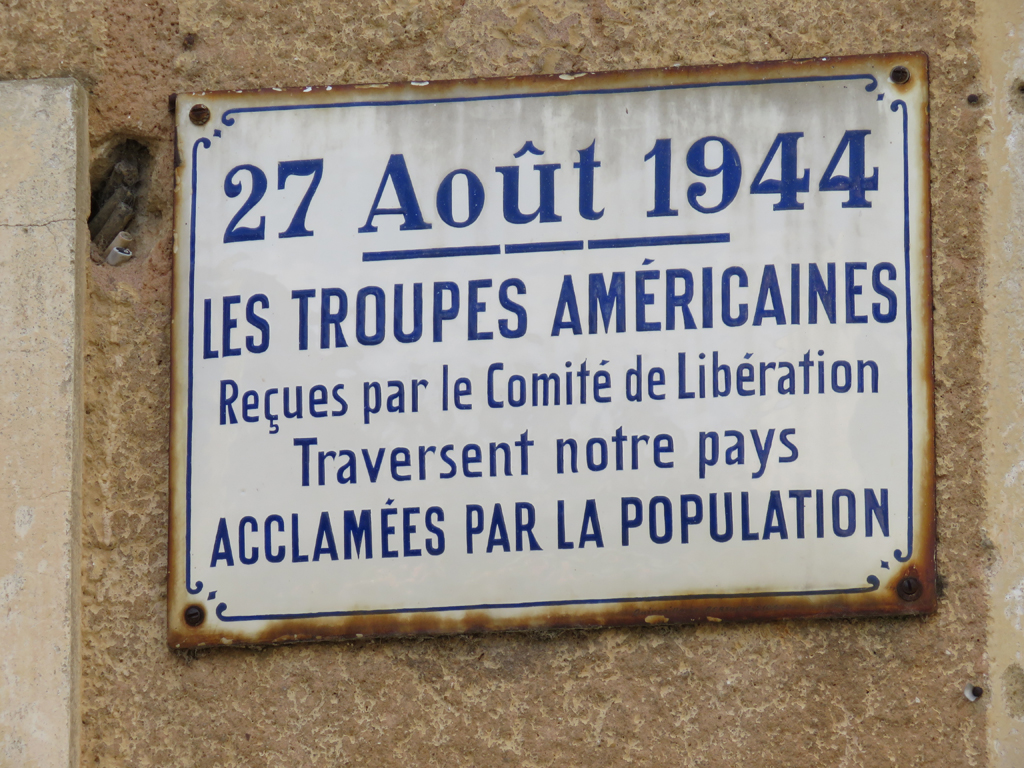 27 Août 1944
LES TROUPES AMÉRICAINES
Reçues par le Comité de Libération
Traversent notre pays
ACCLAMÉES PAR LA POPULATION